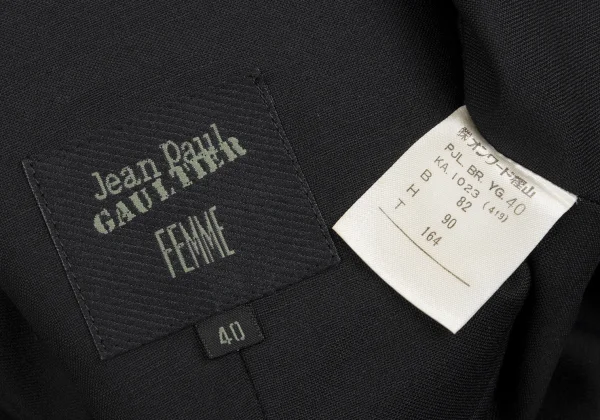 Jean Paul
GAULTIER
FEMME
40
㈱オンワード樫山
PJL. BR. YG. 40
KA. 1023 (419)
B 82
H 90
T 164